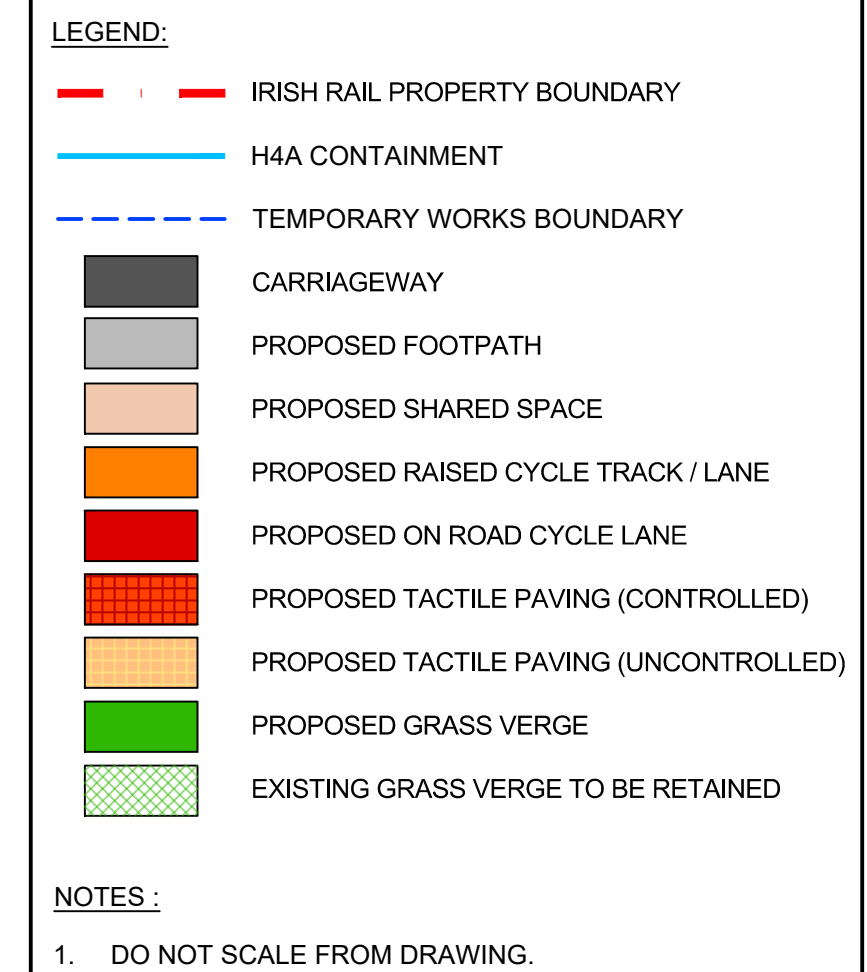 LEGEND:
IRISH RAIL PROPERTY BOUNDARY
H4A CONTAINMENT
TEMPORARY WORKS BOUNDARY
CARRIAGEWAY
PROPOSED FOOTPATH
PROPOSED SHARED SPACE
PROPOSED RAISED CYCLE TRACK / LANE
PROPOSED ON ROAD CYCLE LANE
PROPOSED TACTILE PAVING (CONTROLLED)
PROPOSED TACTILE PAVING (UNCONTROLLED)
PROPOSED GRASS VERGE
EXISTING GRASS VERGE TO BE RETAINED
NOTES :
1. DO NOT SCALE FROM DRAWING.